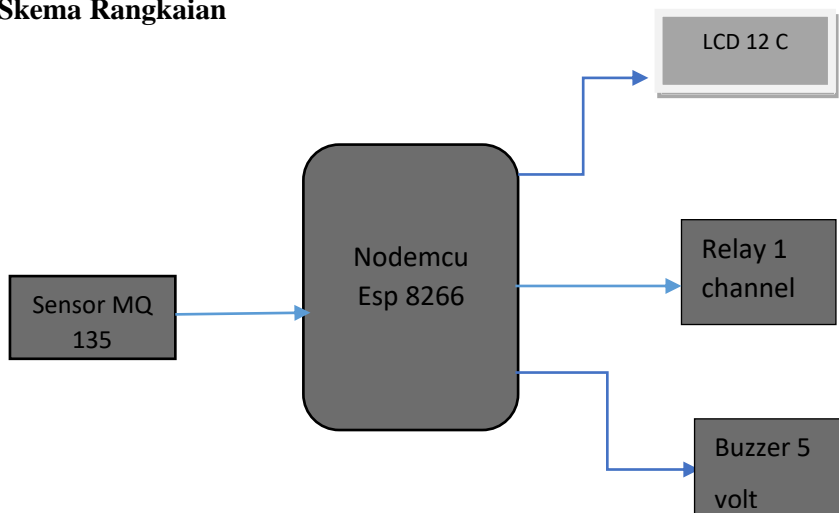 Skema Rangkaian
LCD 12 C
Nodemcu
Esp 8266
Relay 1
channel
Sensor MQ
135
Buzzer 5
volt